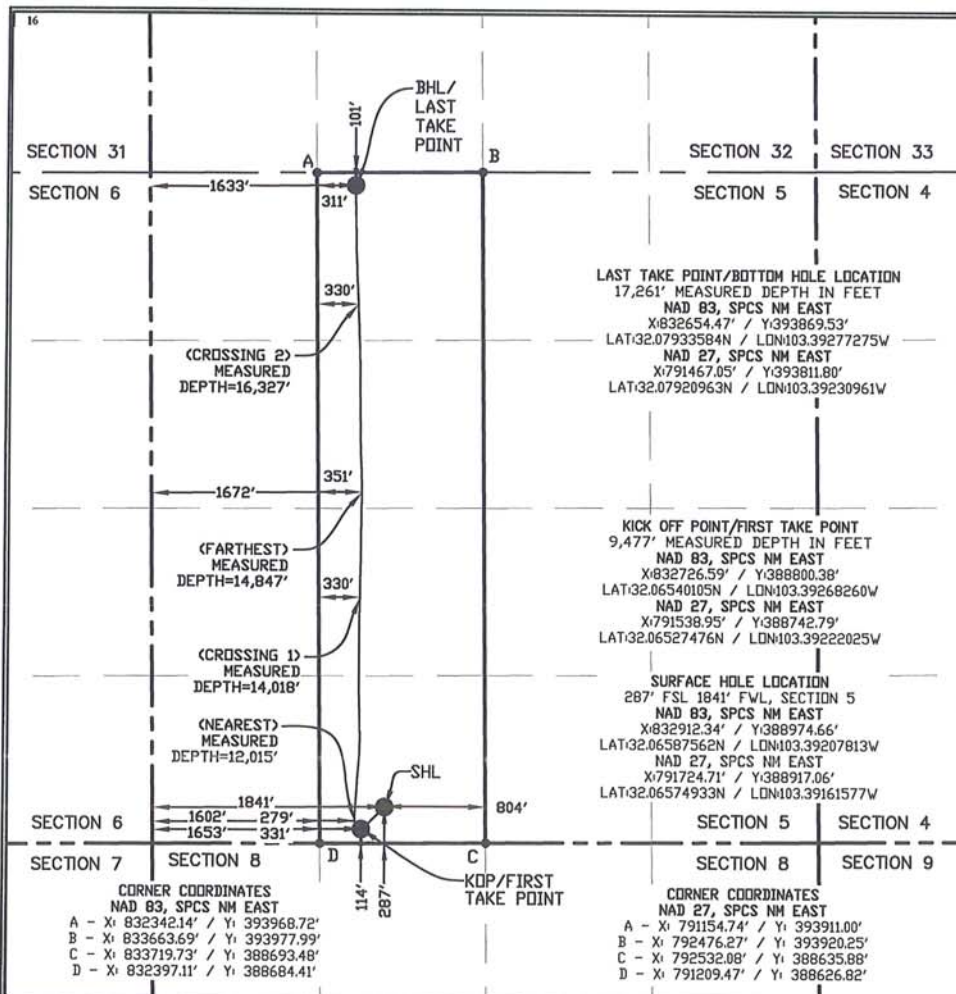 16
BHL/
LAST
TAKE
POINT
101'
SECTION 31
A
B
SECTION 32
SECTION 33
SECTION 6
1633'
311'
SECTION 5
SECTION 4
LAST TAKE POINT/BOTTOM HOLE LOCATION
17,261' MEASURED DEPTH IN FEET
NAD 83, SPCS NM EAST
X:832654.47' / Y:393869.53'
LAT:32.07933584N / LON:103.39277275W
NAD 27, SPCS NM EAST
X:791467.05' / Y:393811.80'
LAT:32.07920963N / LON:103.39230961W
330'
(CROSSING 2)
MEASURED
DEPTH=16,327'
351'
1672'
(FARTHEST)
MEASURED
DEPTH=14,847'
330'
(CROSSING 1)
MEASURED
DEPTH=14,018'
KICK OFF POINT/FIRST TAKE POINT
9,477' MEASURED DEPTH IN FEET
NAD 83, SPCS NM EAST
X:832726.59' / Y:388800.38'
LAT:32.06540105N / LON:103.39268260W
NAD 27, SPCS NM EAST
X:791538.95' / Y:388742.79'
LAT:32.06527476N / LON:103.39222025W
SURFACE HOLE LOCATION
287' FSL 1841' FWL, SECTION 5
NAD 83, SPCS NM EAST
X:832912.34' / Y:388974.66'
LAT:32.06587562N / LON:103.39207813W
NAD 27, SPCS NM EAST
X:791724.71' / Y:388917.06'
LAT:32.06574933N / LON:103.39161577W
(NEAREST)
MEASURED
DEPTH=12,015'
SHL
1841'
804'
1602' 279'
1653' 331'
SECTION 6
SECTION 5
SECTION 4
SECTION 7
SECTION 8
D
C
SECTION 8
SECTION 9
114'
287'
KOP/FIRST
TAKE POINT
CORNER COORDINATES
NAD 83, SPCS NM EAST
A - X: 832342.14' / Y: 393968.72'
B - X: 833663.69' / Y: 393977.99'
C - X: 833719.73' / Y: 388693.48'
D - X: 832397.11' / Y: 388684.41'
CORNER COORDINATES
NAD 27, SPCS NM EAST
A - X: 791154.74' / Y: 393911.00'
B - X: 792476.27' / Y: 393920.25'
C - X: 792532.08' / Y: 388635.88'
D - X: 791209.47' / Y: 388626.82'